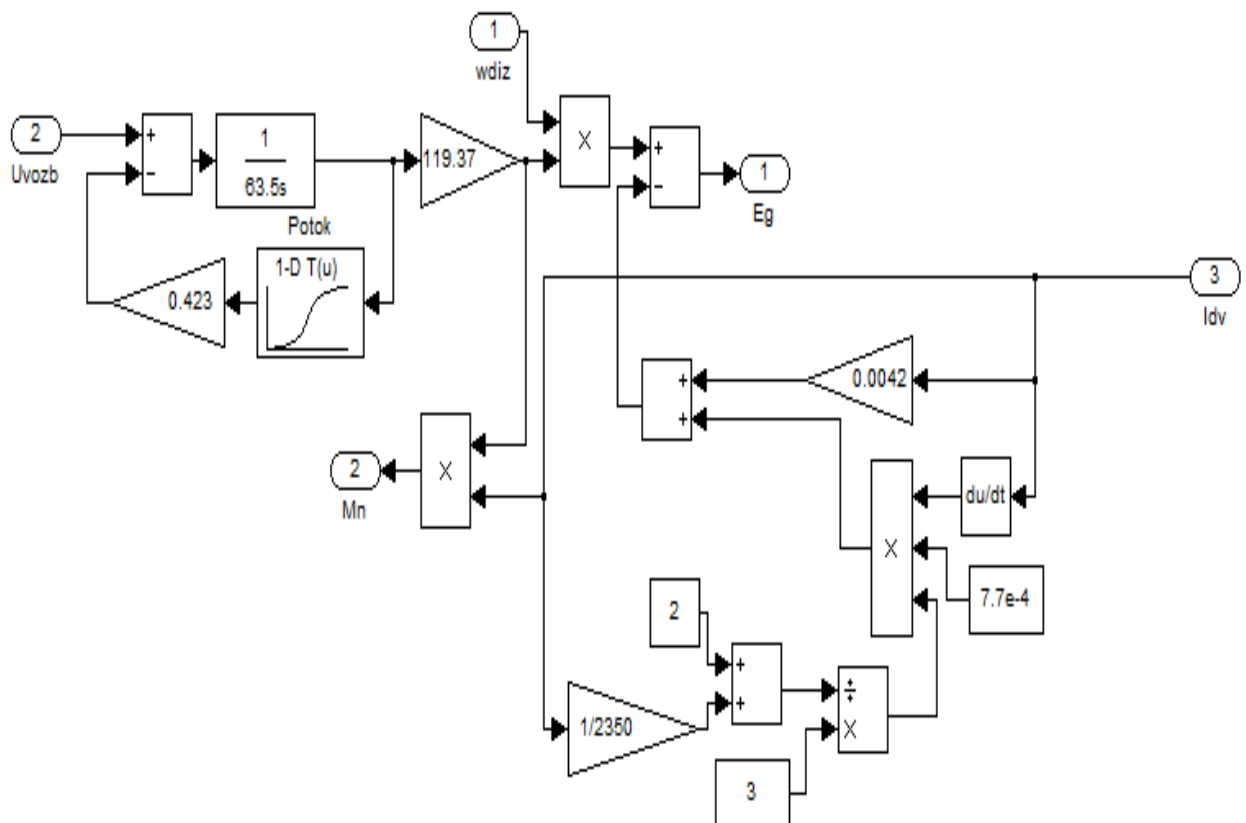 1
wdiz
2
Uvozb
+
−
1
63.5s
Potok
119.37
×
+
−
1
Eg
1-D T(u)
0.423
3
Idv
+
+
0.0042
2
Mn
×
du/dt
×
7.7e-4
2
+
+
÷
×
1/2350
3